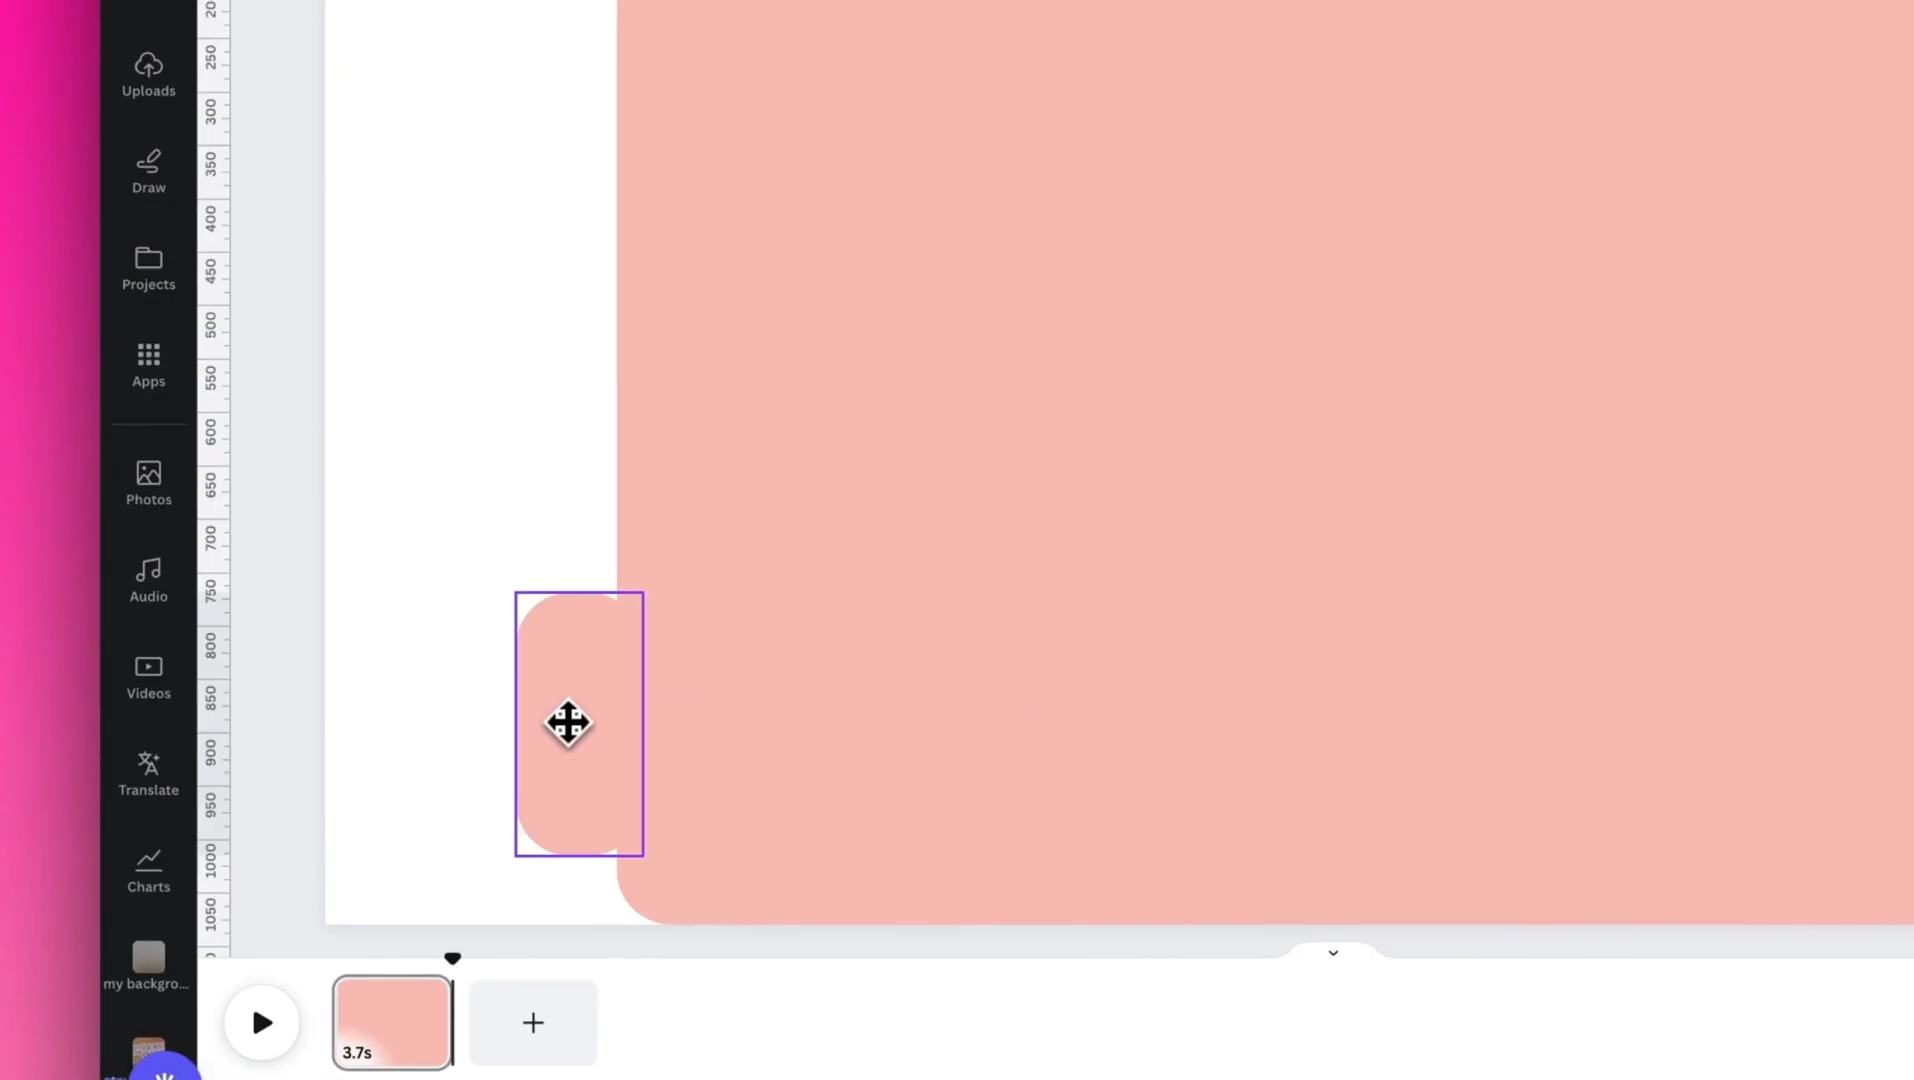 Uploads
Draw
Projects
Apps
Photos
Audio
Videos
Translate
Charts
my backgro...
20
250
300
350
400
450
500
550
600
650
700
750
800
850
900
950
1000
1050
3.7s